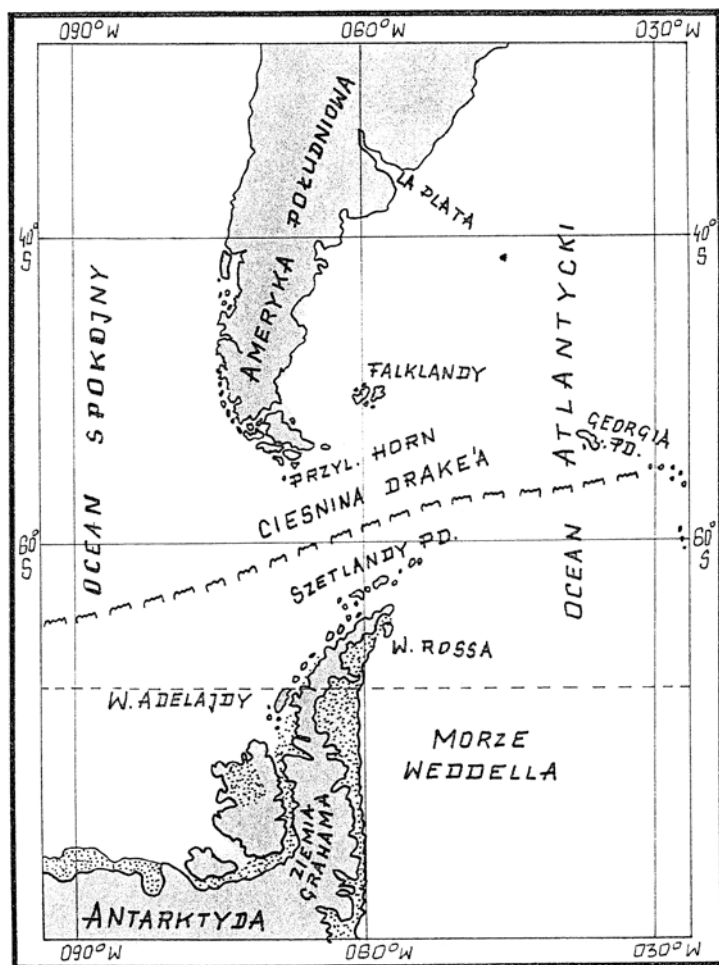 090°W 060°W 030°W
AMERYKA POŁUDNIOWA
LA PLATA
40° S
40° S
OCEAN SPOKOJNY
OCEAN ATLANTYCKI
FALKLANDY
GEORGIA
PD.
PRZYL. HORN
CIEŚNINA DRAKE'A
60° S
60° S
SZETLANDY PD.
W. ROSSA
W. ADELAJDY
MORZE
WEDDELLA
ZIEMIA
GRAHAMA
ANTARKTYDA
090°W 060°W 030°W